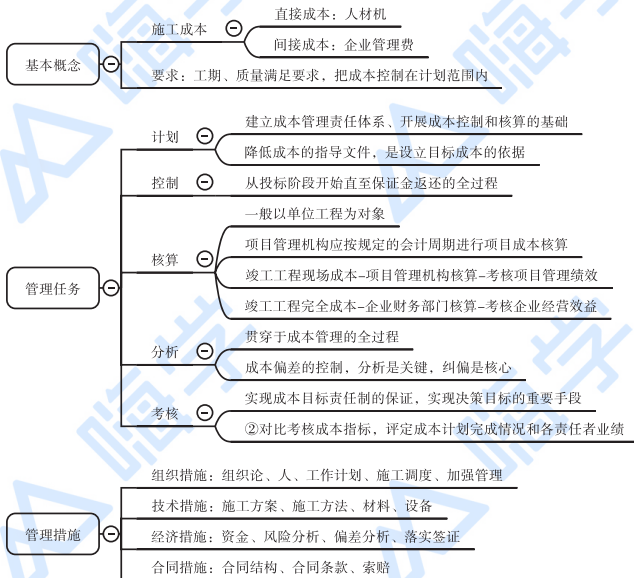 基本概念
施工成本
直接成本：人材机
间接成本：企业管理费
要求：工期、质量满足要求，把成本控制在计划范围内
管理任务
计划
建立成本管理责任体系、开展成本控制和核算的基础
降低成本的指导文件，是设立目标成本的依据
控制
从投标阶段开始直至保证金返还的全过程
核算
一般以单位工程为对象
项目管理机构应按规定的会计周期进行项目成本核算
竣工工程现场成本-项目管理机构核算-考核项目管理绩效
竣工工程完全成本-企业财务部门核算-考核企业经营效益
分析
贯穿于成本管理的全过程
成本偏差的控制，分析是关键，纠偏是核心
考核
实现成本目标责任制的保证，实现决策目标的重要手段
②对比考核成本指标，评定成本计划完成情况和各责任者业绩
管理措施
组织措施：组织论、人、工作计划、施工调度、加强管理
技术措施：施工方案、施工方法、材料、设备
经济措施：资金、风险分析、偏差分析、落实签证
合同措施：合同结构、合同条款、索赔
嗨学
嗨学
嗨学
嗨学